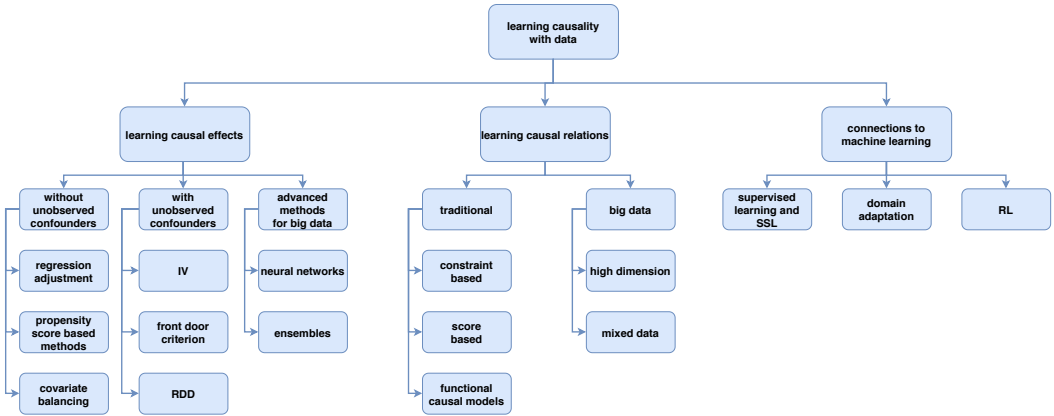 learning causality
with data
learning causal effects
learning causal relations
connections to
machine learning
without
unobserved
confounders
with
unobserved
confounders
advanced
methods
for big data
traditional
big data
supervised
learning and
SSL
domain
adaptation
RL
regression
adjustment
IV
neural networks
constraint
based
high dimension
propensity
score based
methods
front door
criterion
ensembles
score
based
mixed data
covariate
balancing
RDD
functional
causal models